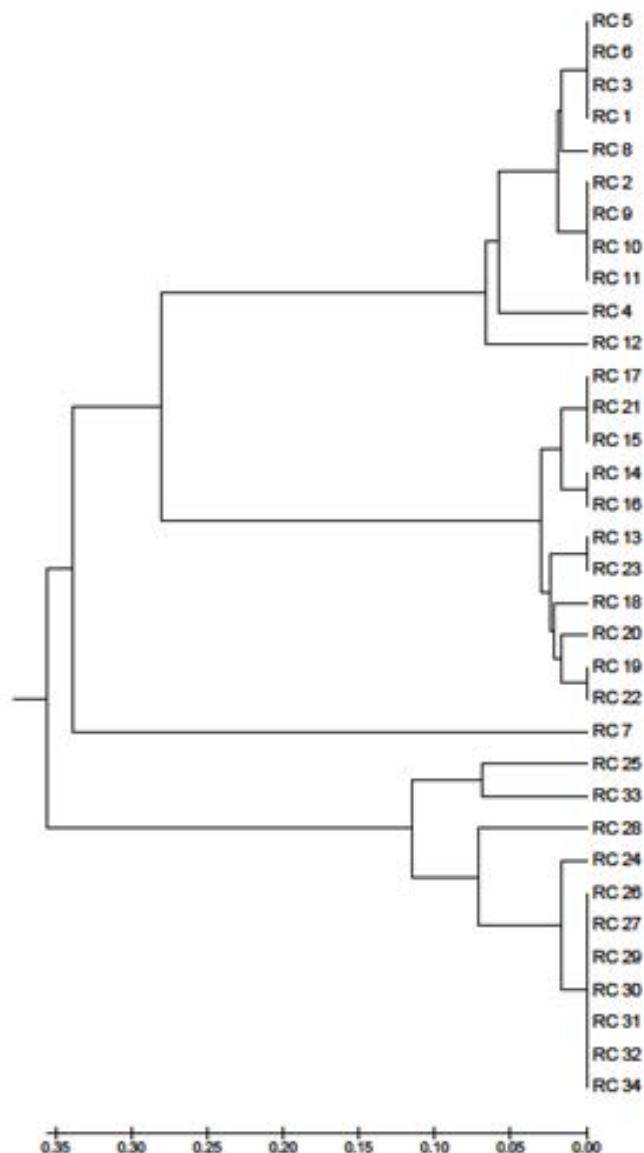 RC 5
RC 6
RC 3
RC 1
RC 8
RC 2
RC 9
RC 10
RC 11
RC 4
RC 12
RC 17
RC 21
RC 15
RC 14
RC 16
RC 13
RC 23
RC 18
RC 20
RC 19
RC 22
RC 7
RC 25
RC 33
RC 28
RC 24
RC 26
RC 27
RC 29
RC 30
RC 31
RC 32
RC 34
0.35 0.30 0.25 0.20 0.15 0.10 0.05 0.00